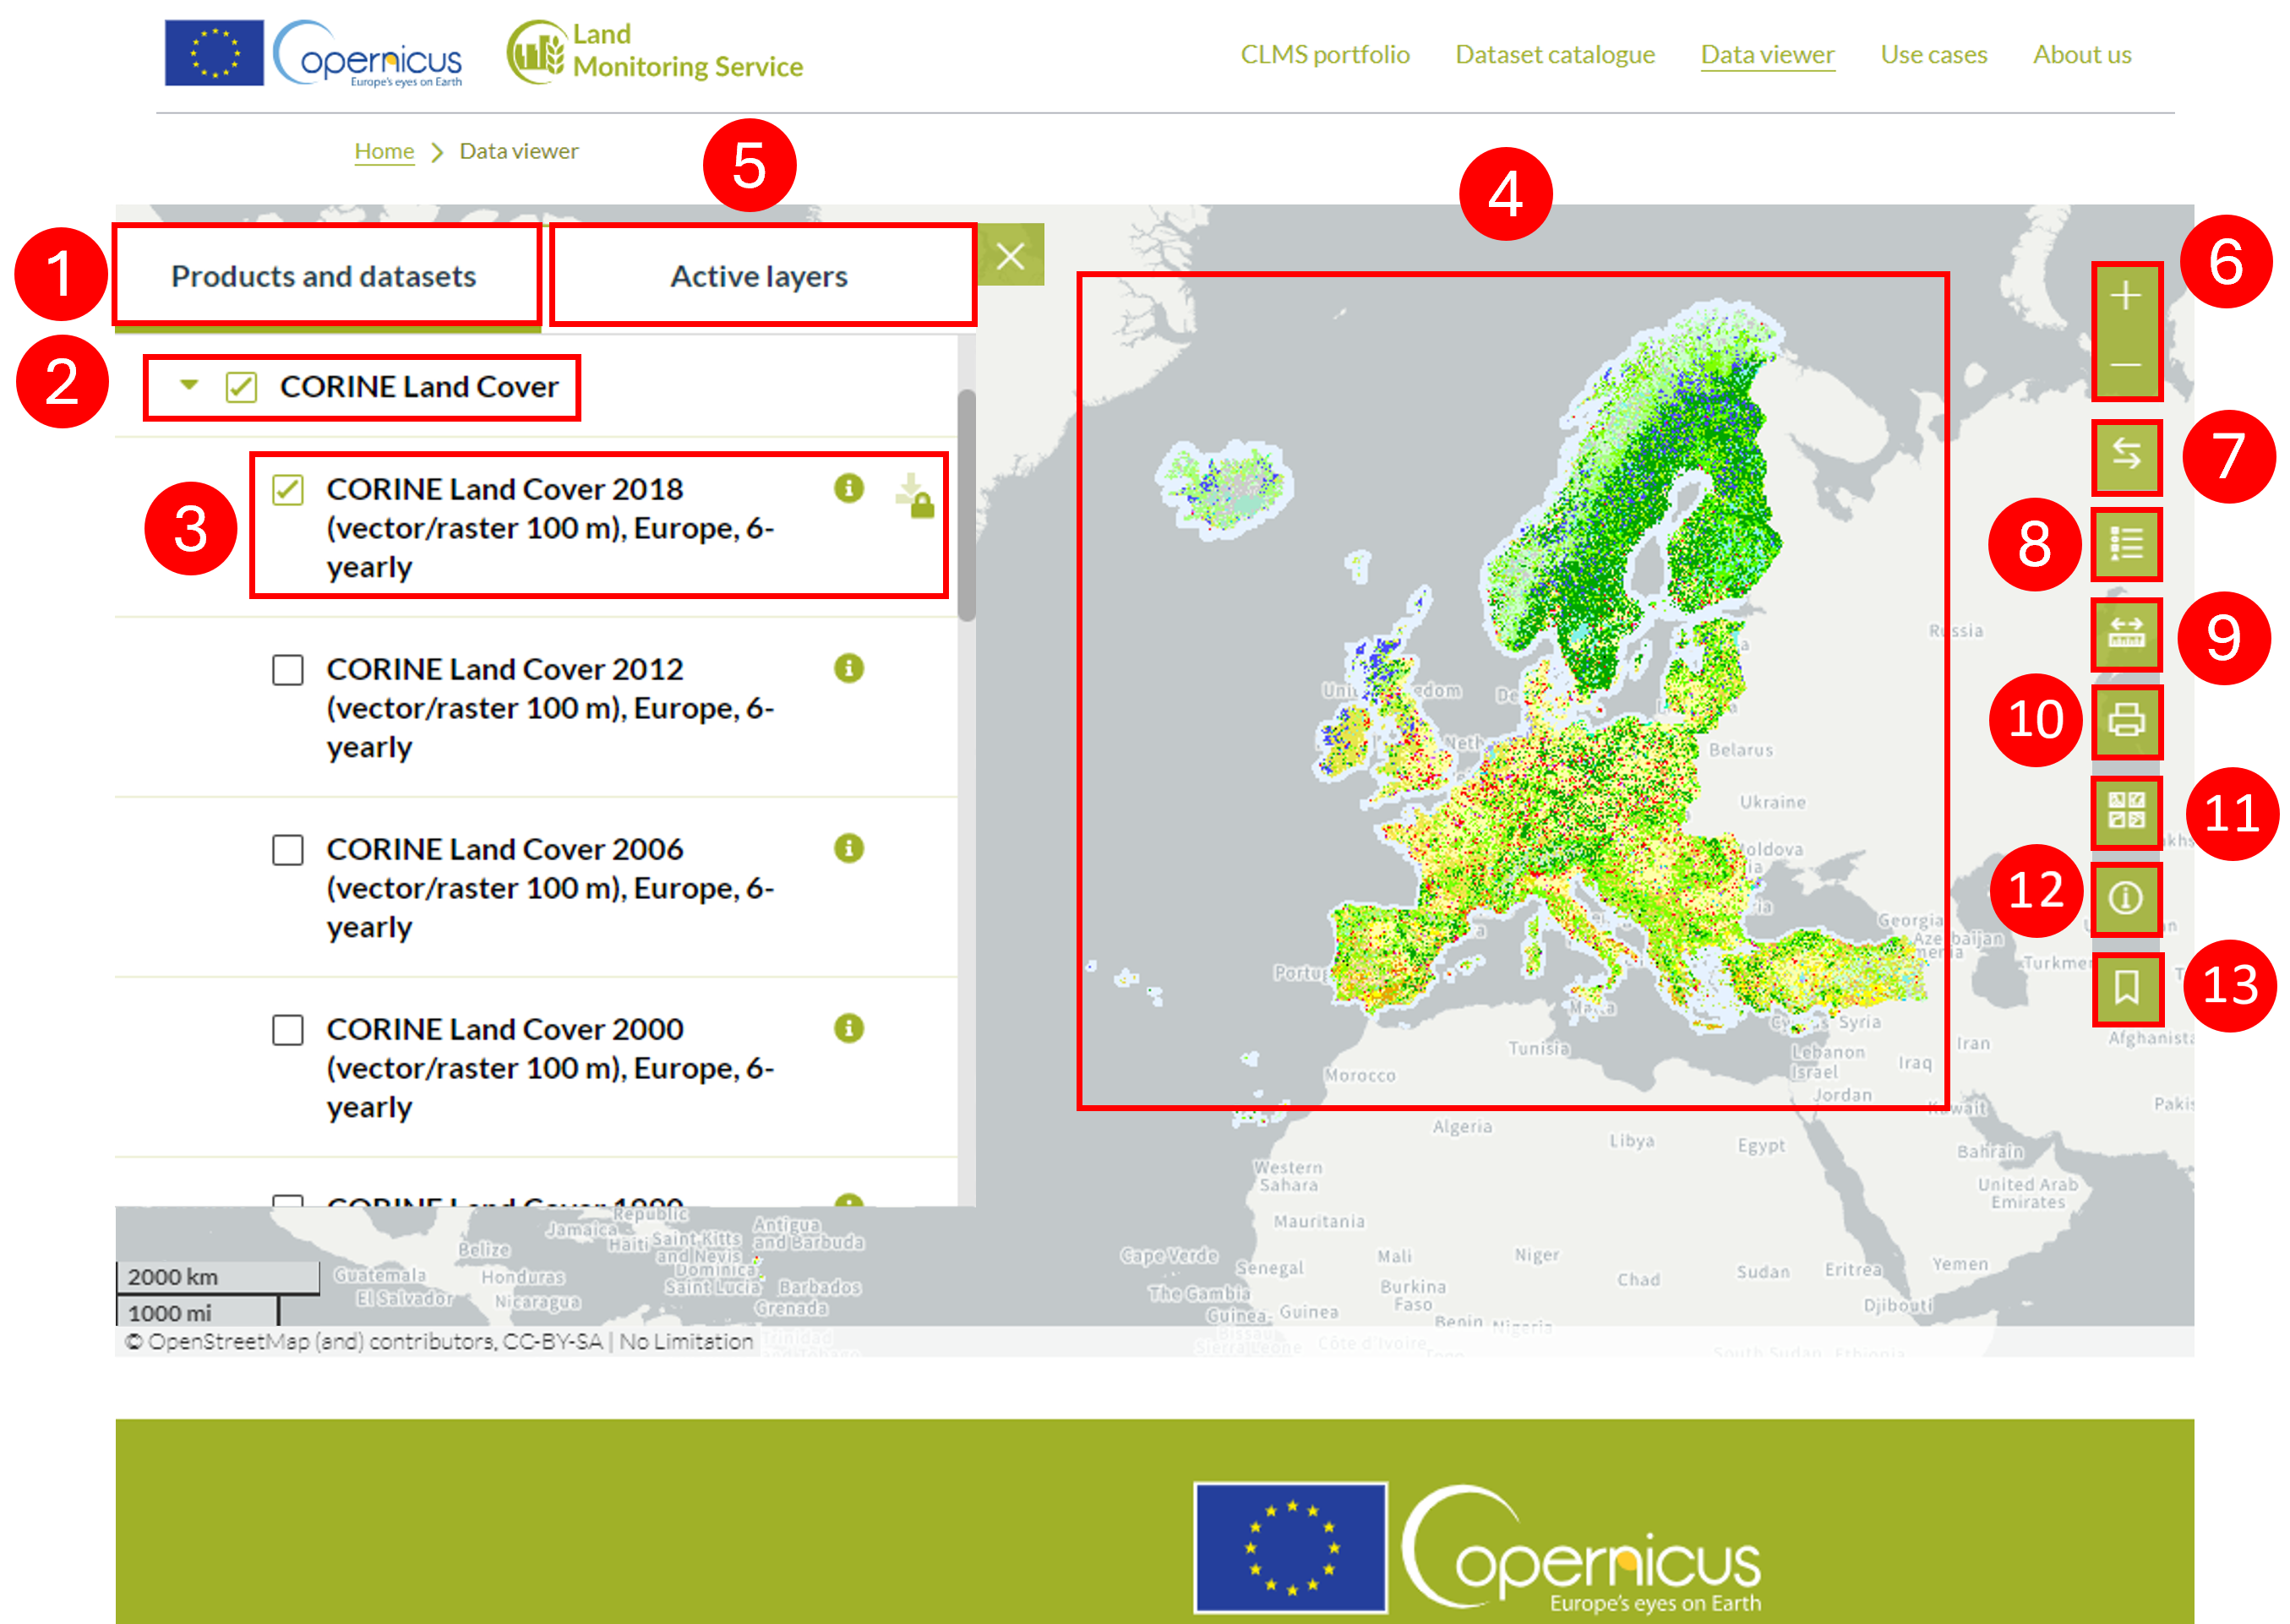 Copernicus
Europe's eyes on Earth
Land
Monitoring Service
CLMS portfolio
Dataset catalogue
Data viewer
Use cases
About us
Home
Data viewer
5
4
1
Products and datasets
Active layers
6
2
CORINE Land Cover
3
CORINE Land Cover 2018
(vector/raster 100 m), Europe, 6-
yearly
7
8
9
10
11
12
13
CORINE Land Cover 2012
(vector/raster 100 m), Europe, 6-
yearly
CORINE Land Cover 2006
(vector/raster 100 m), Europe, 6-
yearly
CORINE Land Cover 2000
(vector/raster 100 m), Europe, 6-
yearly
Russia
Belarus
Ukraine
Georgia
Syria
Tunisia
Lebanon
Israel
Iran
Iraq
Jordan
Morocco
Kuwait
Algeria
Libya
Egypt
Bahrain
Western
Sahara
United Arab
Emirates
Mauritania
Republic
Jamaica
Haiti
Saint Kitts
and Nevis
Antigua
and Barbuda
Belize
Dominica
Saint Lucia
Barbados
Grenada
Guatemala
Honduras
El Salvador
Nicaragua
Cape Verde
Senegal
Mali
Niger
Chad
Sudan
Eritrea
Yemen
The Gambia
Burkina
Faso
Guinea
Djibouti
Benin
Nigeria
2000 km
1000 mi
© OpenStreetMap (and) contributors, CC-BY-SA | No Limitation
Copernicus
Europe's eyes on Earth